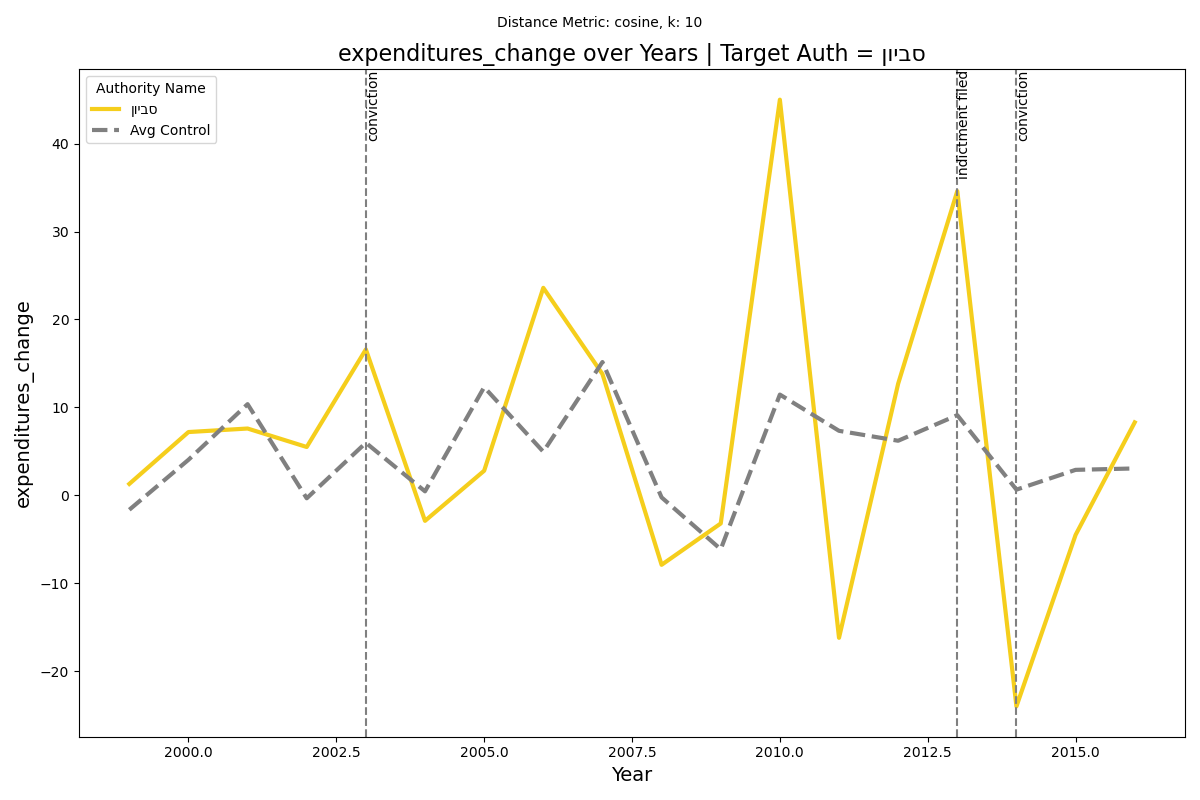 Distance Metric: cosine, k: 10
expenditures_change over Years | Target Auth = סביון
Authority Name
סביון
Avg Control
conviction
indictment filed
conviction
40
30
20
10
0
−10
−20
expenditures_change
2000.0
2002.5
2005.0
2007.5
2010.0
2012.5
2015.0
Year